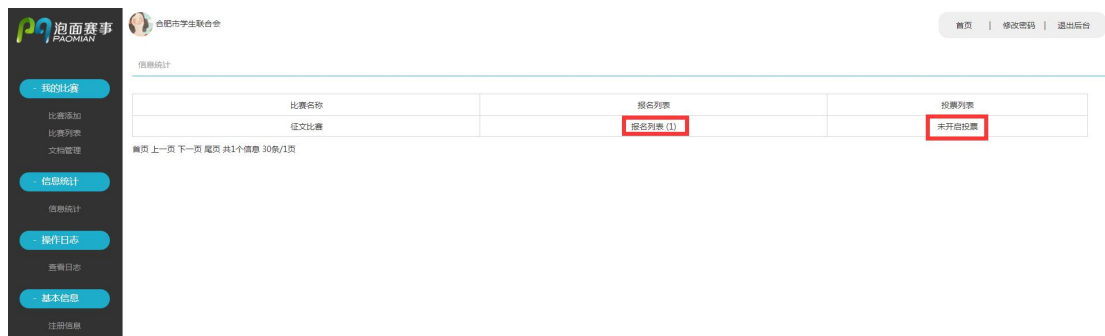 泡面赛事
PAOMIAN
合肥市学生联合会
首页 | 修改密码 | 退出后台
信息统计
- 我的比赛
比赛添加
比赛列表
文档管理
- 信息统计
信息统计
- 操作日志
查看日志
- 基本信息
注册信息
比赛名称 报名列表 投票列表
征文比赛 报名列表 (1) 未开启投票
首页 上一页 下一页 尾页 共1个信息 30条/1页